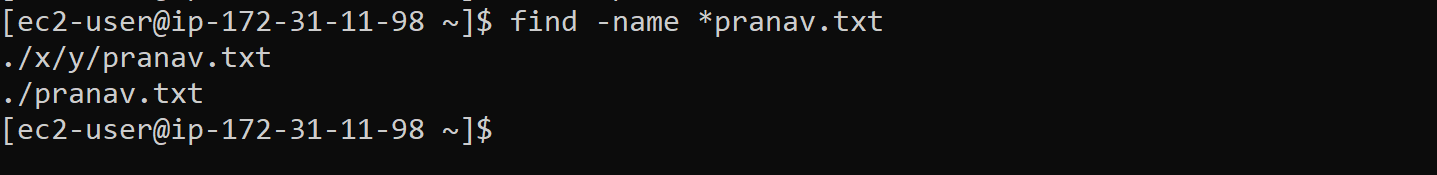 [ec2-user@ip-172-31-11-98 ~]$ find -name *pranav.txt
./x/y/pranav.txt
./pranav.txt
[ec2-user@ip-172-31-11-98 ~]$